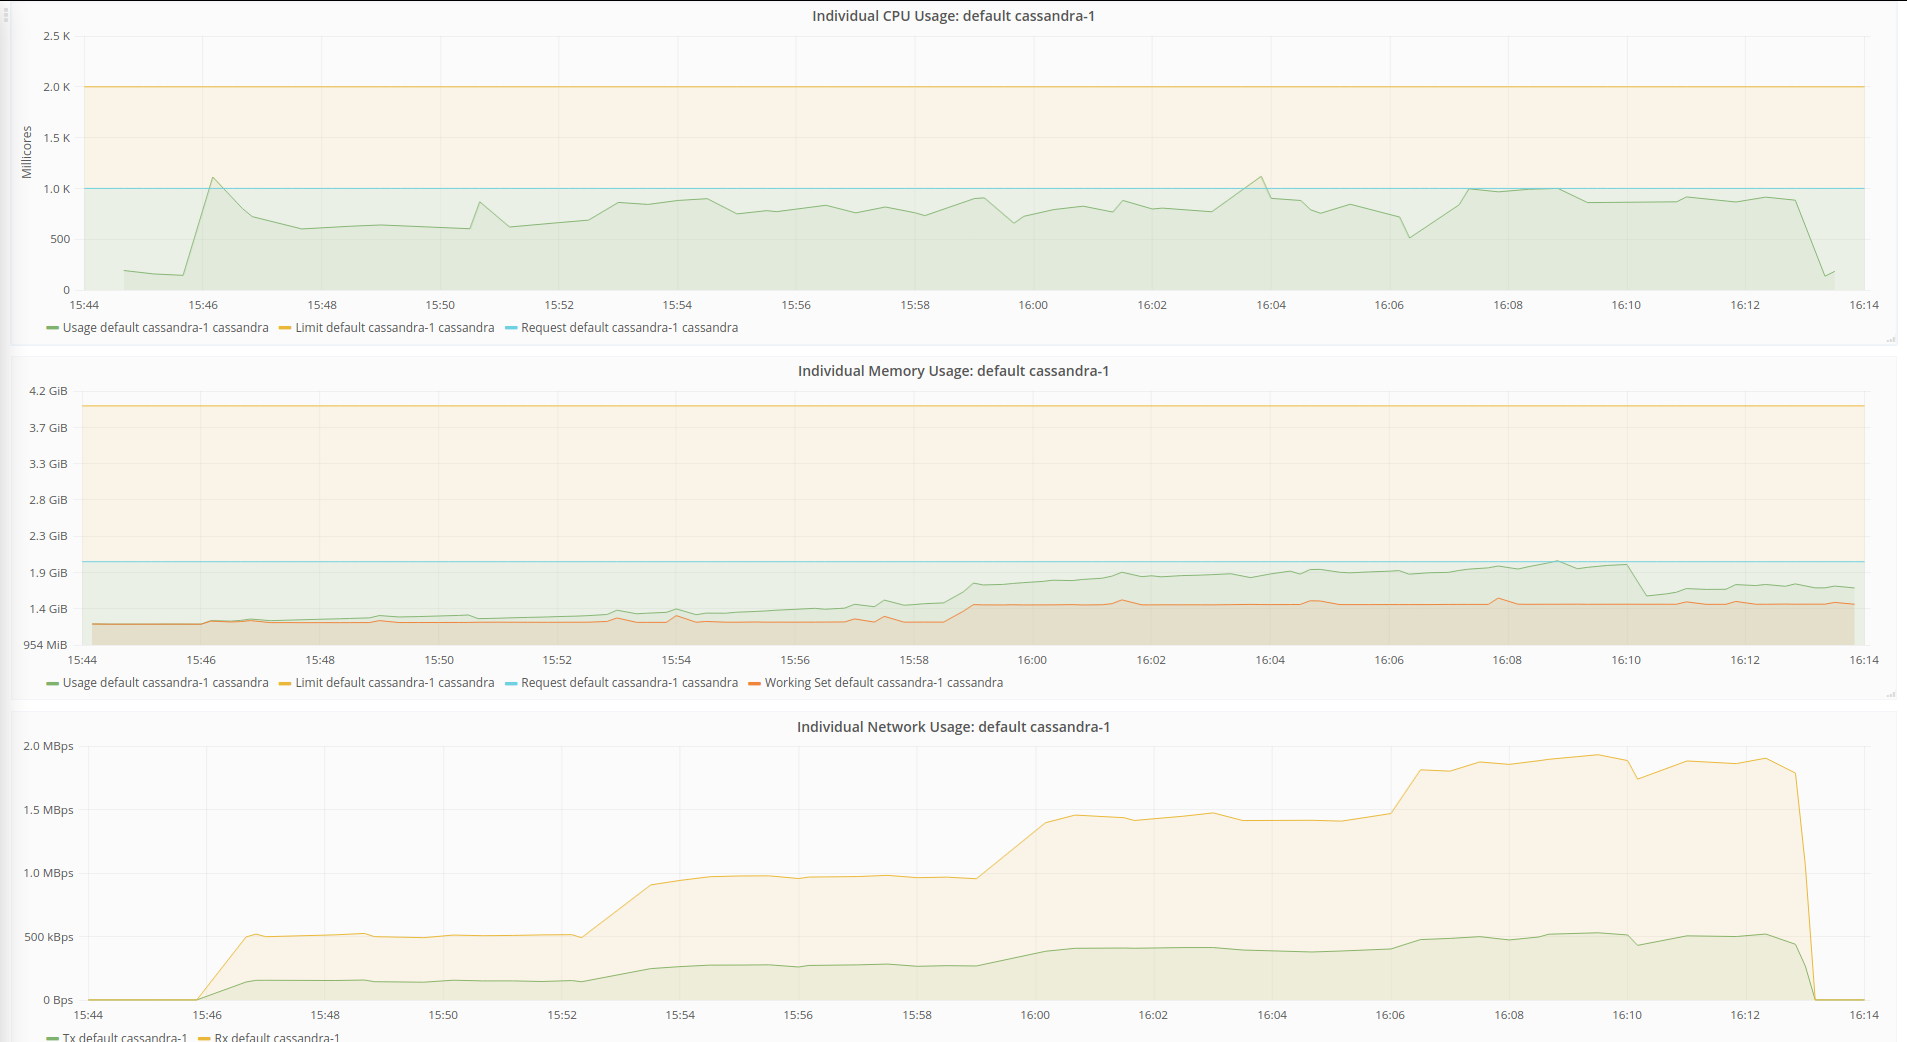 Individual CPU Usage: default cassandra-1
2.5 K
2.0 K
1.5 K
1.0 K
500
0
Millicores
15:44 15:46 15:48 15:50 15:52 15:54 15:56 15:58 16:00 16:02 16:04 16:06 16:08 16:10 16:12 16:14
Usage default cassandra-1 cassandra Limit default cassandra-1 cassandra Request default cassandra-1 cassandra
Individual Memory Usage: default cassandra-1
4.2 GiB
3.7 GiB
3.3 GiB
2.8 GiB
2.3 GiB
1.9 GiB
1.4 GiB
954 MiB
15:44 15:46 15:48 15:50 15:52 15:54 15:56 15:58 16:00 16:02 16:04 16:06 16:08 16:10 16:12 16:14
Usage default cassandra-1 cassandra Limit default cassandra-1 cassandra Request default cassandra-1 cassandra Working Set default cassandra-1 cassandra
Individual Network Usage: default cassandra-1
2.0 MBps
1.5 MBps
1.0 MBps
500 kBps
0 Bps
15:44 15:46 15:48 15:50 15:52 15:54 15:56 15:58 16:00 16:02 16:04 16:06 16:08 16:10 16:12 16:14
Tx default cassandra-1 Rx default cassandra-1